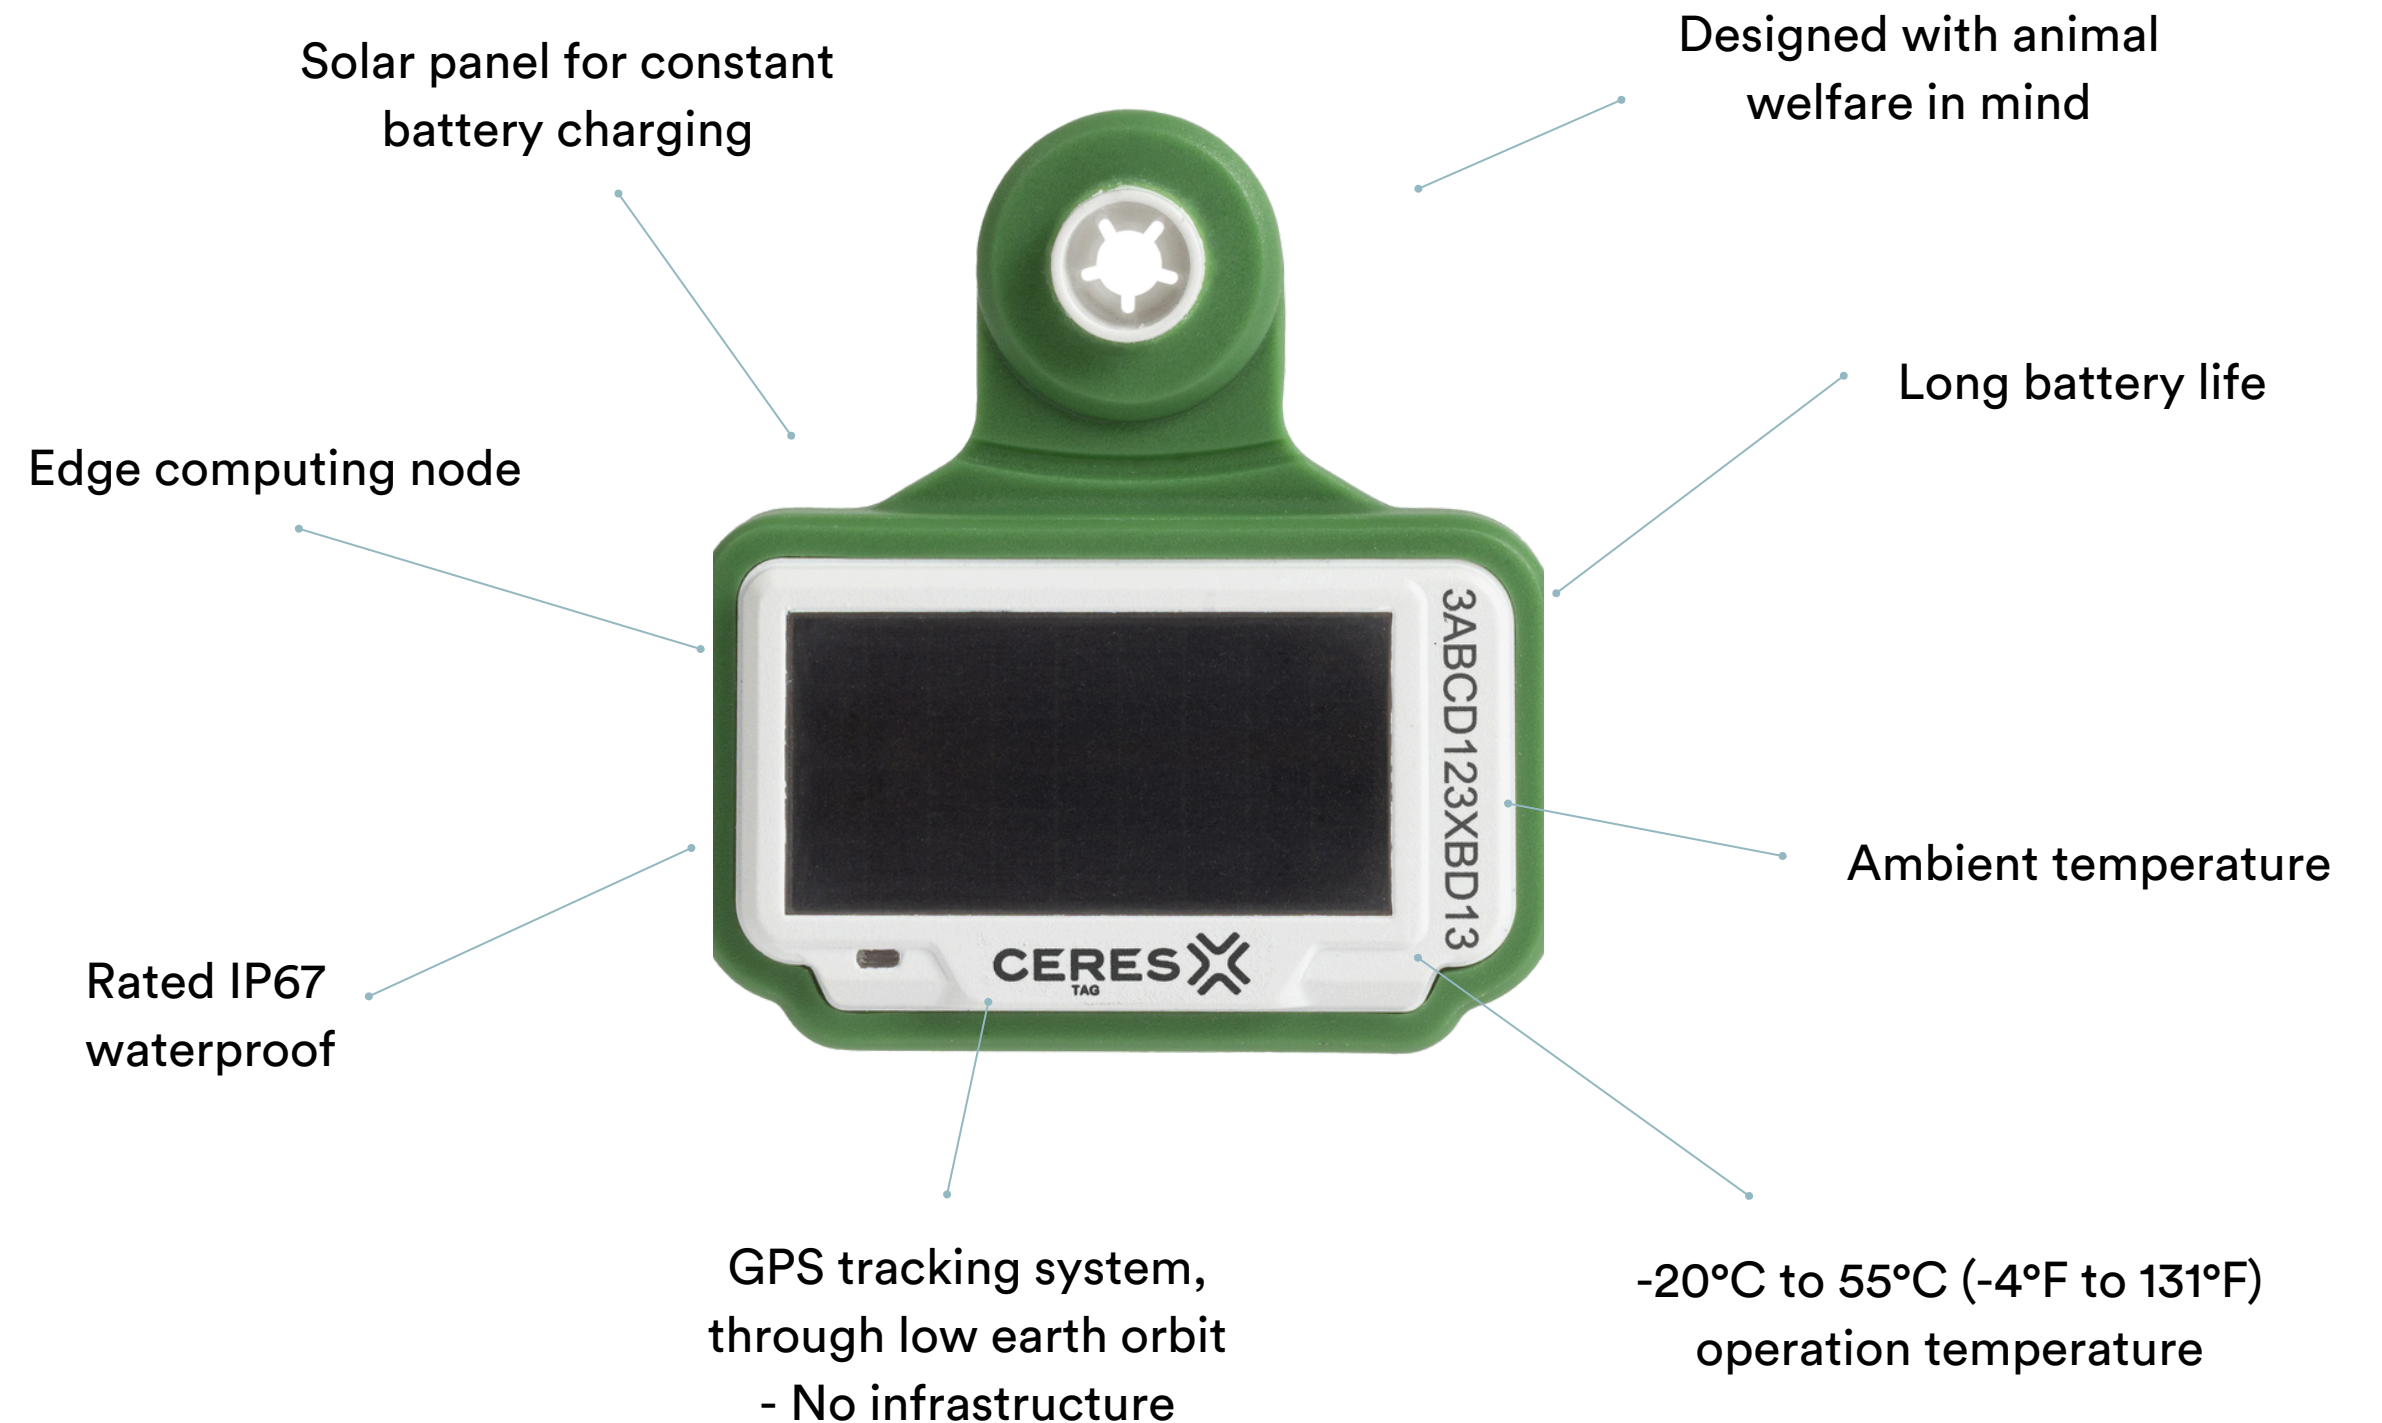 Solar panel for constant
battery charging
Designed with animal
welfare in mind
Long battery life
Edge computing node
3ABCD123XBD13
Ambient temperature
CERES
TAG
Rated IP67
waterproof
GPS tracking system,
through low earth orbit
- No infrastructure
-20°C to 55°C (-4°F to 131°F)
operation temperature